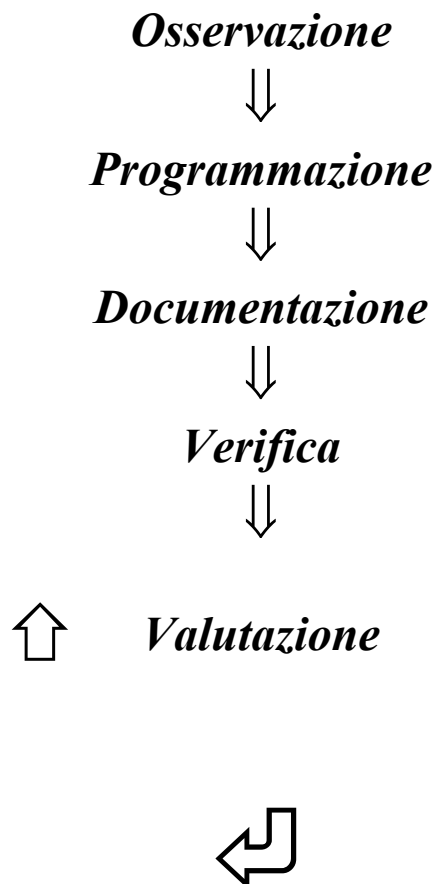 Osservazione
⇓
Programmazione
⇓
Documentazione
⇓
Verifica
⇓
Valutazione